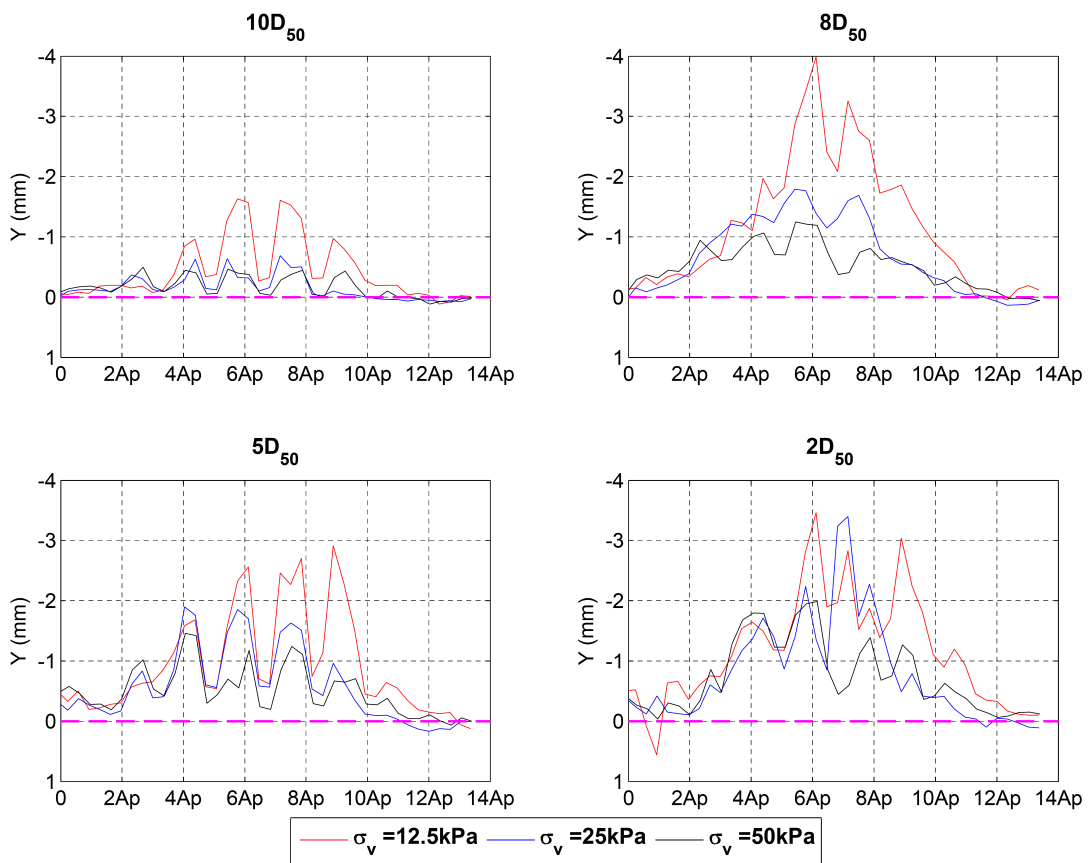 10D50 8D50
-4 -4
-3 -3
-2 -2
Y (mm) Y (mm)
-1 -1
0 0
1 1
0 2Ap 4Ap 6Ap 8Ap 10Ap 12Ap 14Ap 0 2Ap 4Ap 6Ap 8Ap 10Ap 12Ap 14Ap
5D50 2D50
-4 -4
-3 -3
-2 -2
Y (mm) Y (mm)
-1 -1
0 0
1 1
0 2Ap 4Ap 6Ap 8Ap 10Ap 12Ap 14Ap 0 2Ap 4Ap 6Ap 8Ap 10Ap 12Ap 14Ap
σv =12.5kPa σv =25kPa σv =50kPa